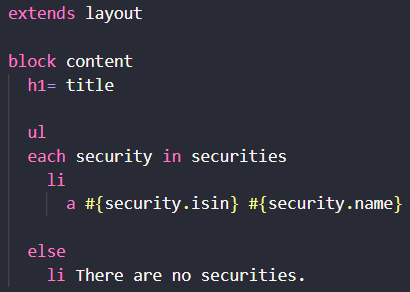 extends layout
block content
h1= title
ul
each security in securities
li
a #{security.isin} #{security.name}
else
li There are no securities.